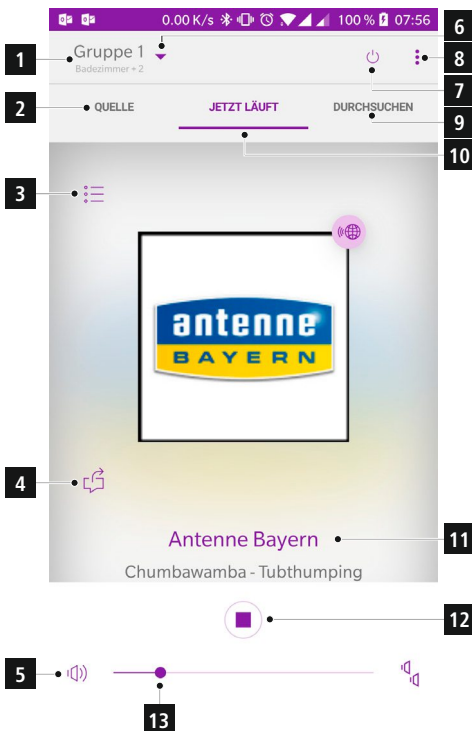 0.00 K/s 100 % 07:56
6
1
Gruppe 1
Badezimmer + 2
8
7
2
QUELLE JETZT LÄUFT DURCHSUCHEN
9
10
3
antenne
BAYERN
4
Antenne Bayern
11
Chumbawamba - Tubthumping
12
5
13